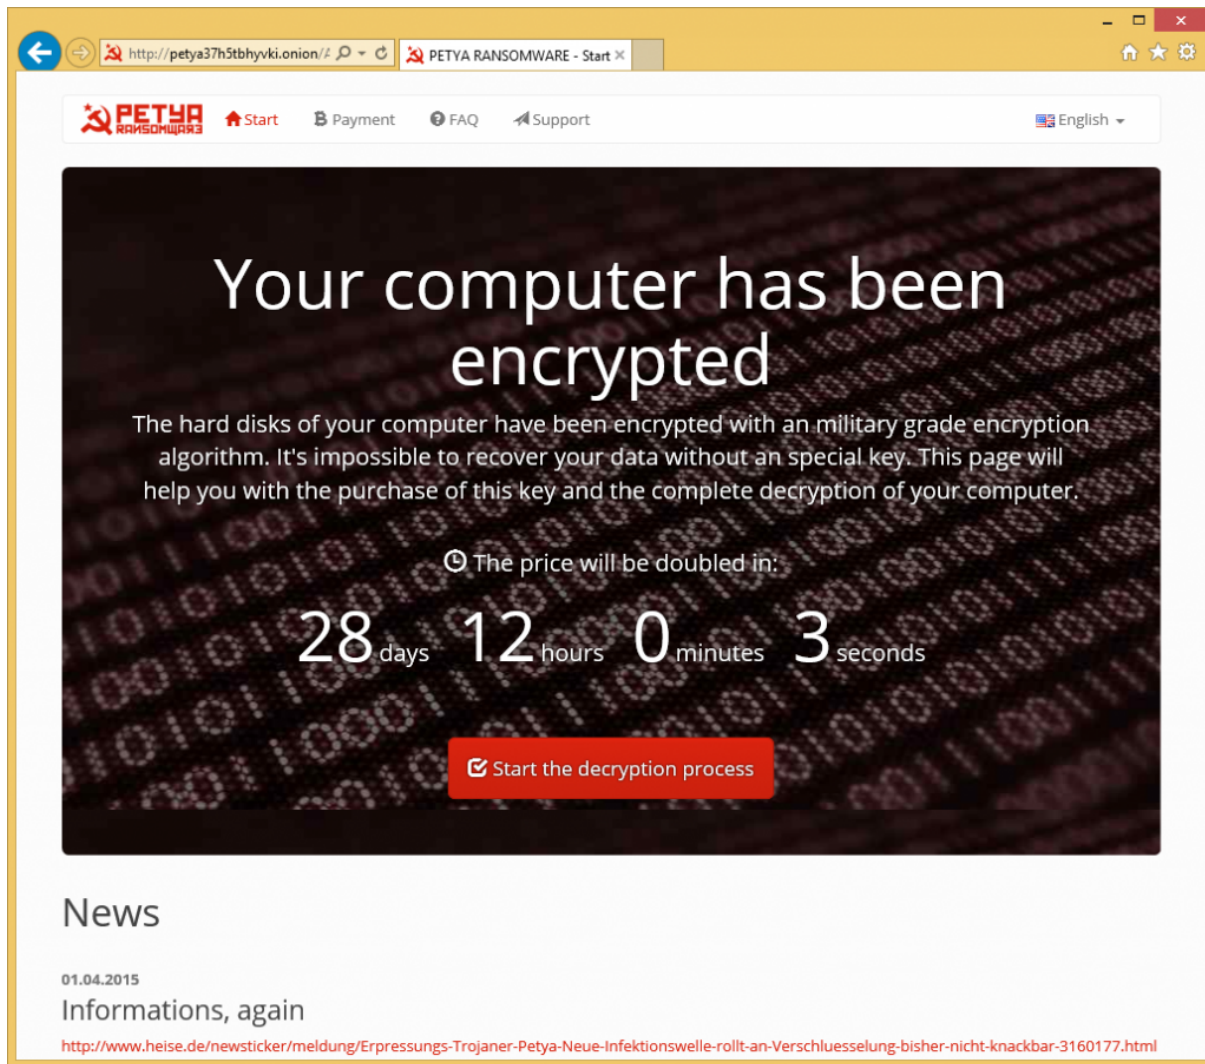 http://petya37h5tbhyvki.onion/
PETYA RANSOMWARE - Start
PETYA
RANSOMWAR3
Start
Payment
FAQ
Support
English
Your computer has been
encrypted
The hard disks of your computer have been encrypted with an military grade encryption
algorithm. It's impossible to recover your data without an special key. This page will
help you with the purchase of this key and the complete decryption of your computer.
The price will be doubled in:
28 days 12 hours 0 minutes 3 seconds
Start the decryption process
News
01.04.2015
Informations, again
http://www.heise.de/newsticker/meldung/Erpressungs-Trojaner-Petya-Neue-Infektionswelle-rollt-an-Verschluesselung-bisher-nicht-knackbar-3160177.html